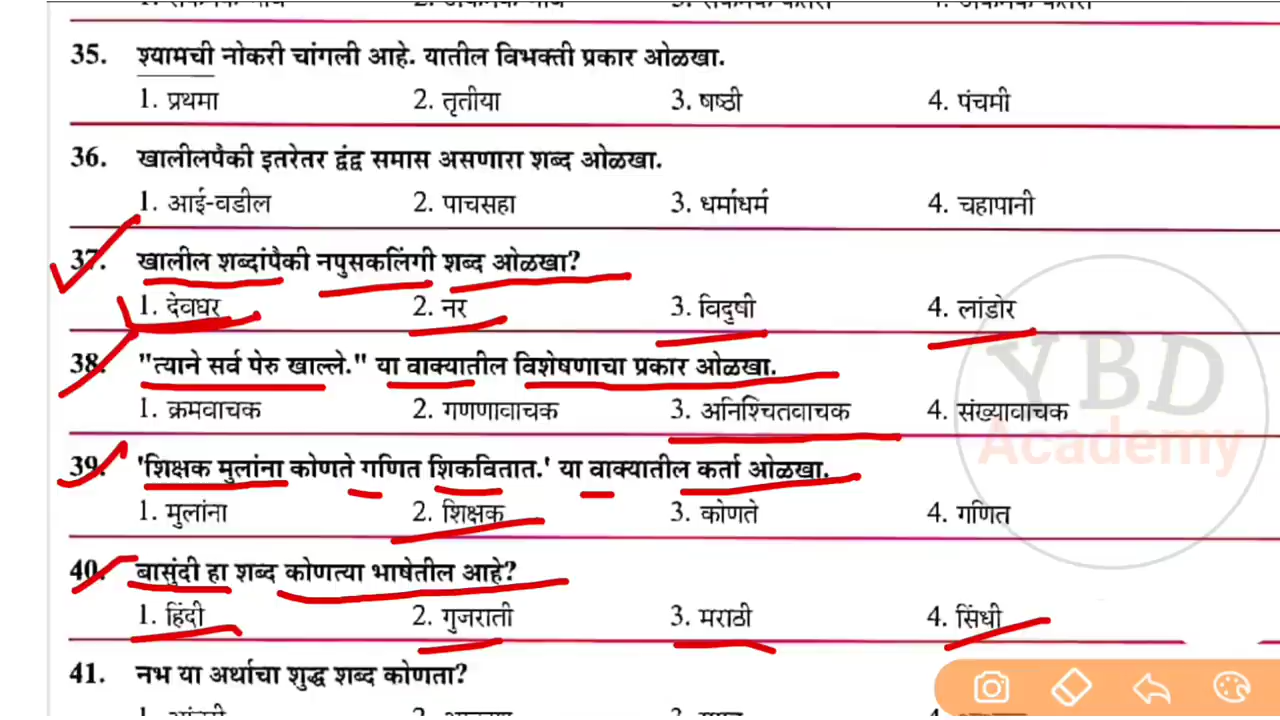 35. श्यामची नोकरी चांगली आहे. यातील विभक्ती प्रकार ओळखा.
1. प्रथमा 2. तृतीया 3. षष्ठी 4. पंचमी
36. खालीलपैकी इतरेतर द्वंद्व समास असणारा शब्द ओळखा.
1. आई-वडील 2. पाचसहा 3. धर्माधर्म 4. चहापानी
37. खालील शब्दांपैकी नपुसकलिंगी शब्द ओळखा?
1. देवघर 2. नर 3. विदुषी 4. लांडोर
38. "त्याने सर्व पेरु खाल्ले." या वाक्यातील विशेषणाचा प्रकार ओळखा.
1. क्रमवाचक 2. गणणावाचक 3. अनिश्चितवाचक 4. संख्यावाचक
YBD
Academy
39. 'शिक्षक मुलांना कोणते गणित शिकवितात.' या वाक्यातील कर्ता ओळखा.
1. मुलांना 2. शिक्षक 3. कोणते 4. गणित
40. बासुंदी हा शब्द कोणत्या भाषेतील आहे?
1. हिंदी 2. गुजराती 3. मराठी 4. सिंधी
41. नभ या अर्थाचा शुद्ध शब्द कोणता?